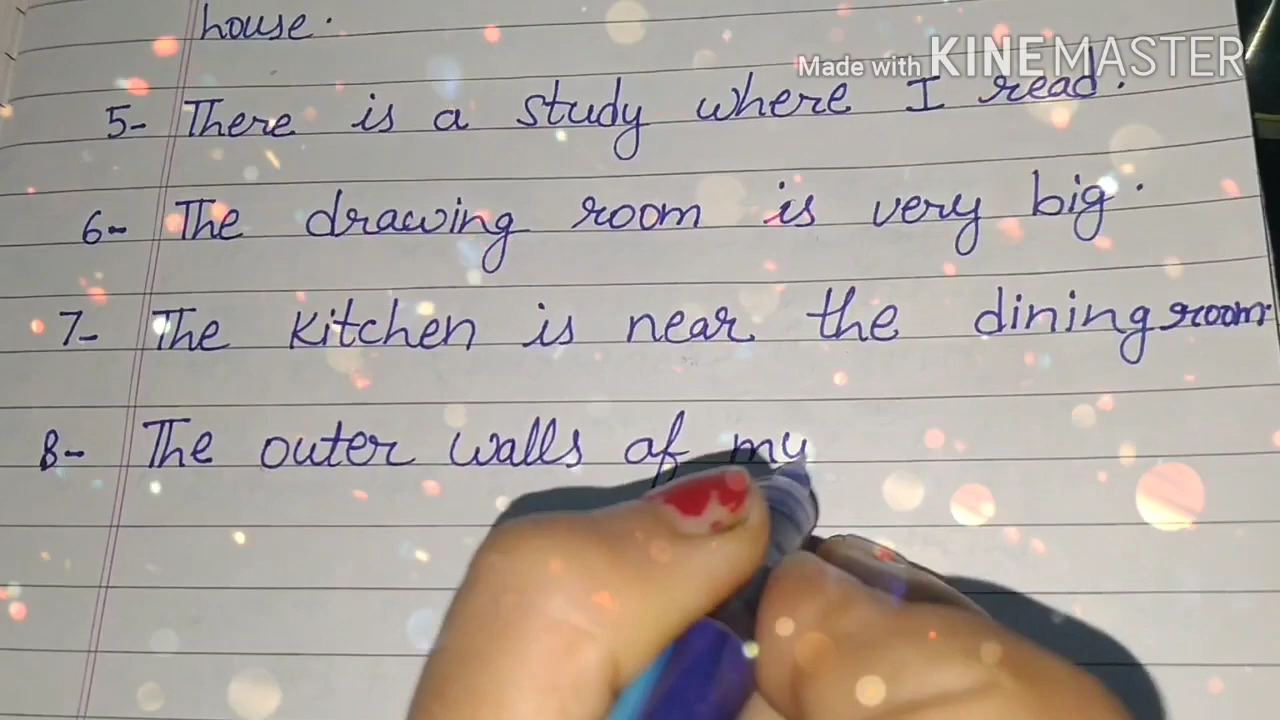 house.
Made with KINEMASTER
5- There is a study where I read.
6- The drawing room is very big.
7- The kitchen is near the dining room.
8- The outer walls of my